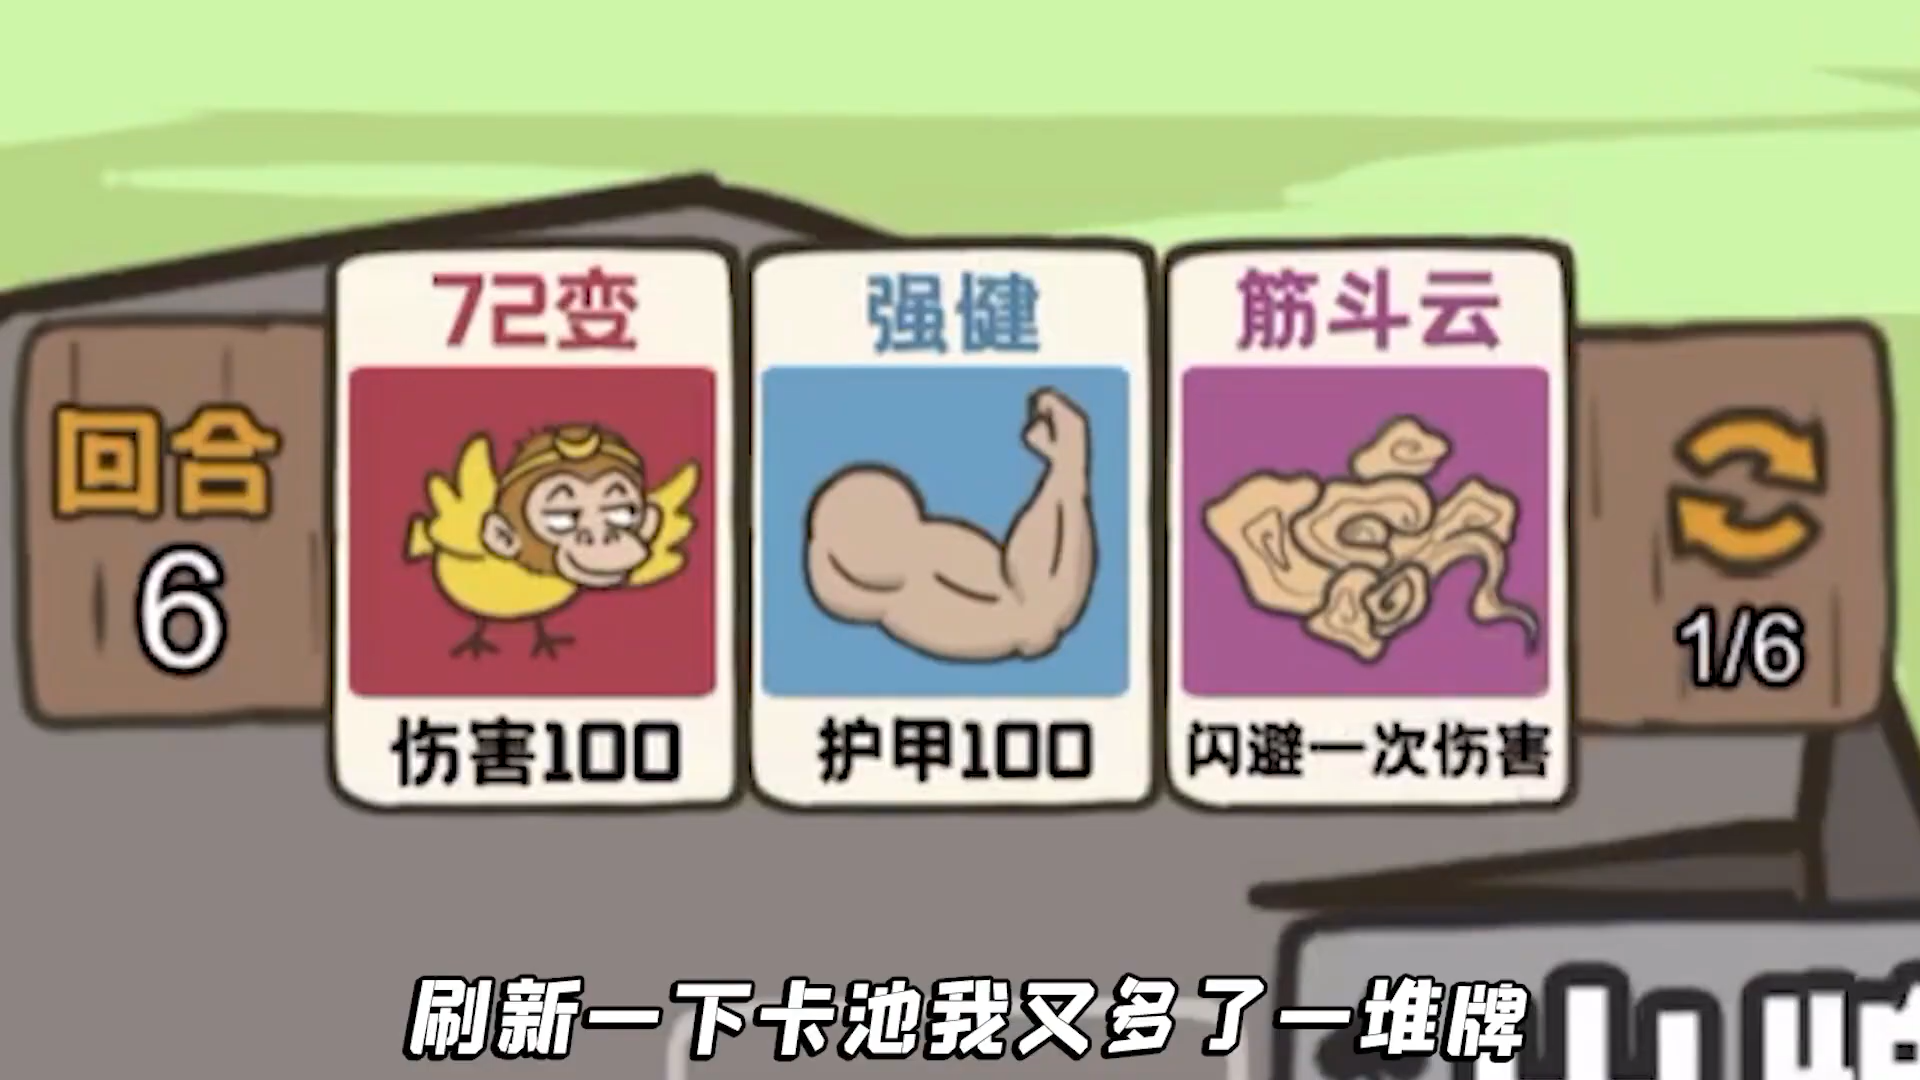 72变
强健
筋斗云
回合
6
1/6
伤害100
护甲100
闪避一次伤害
刷新一下卡池我又多了一堆牌